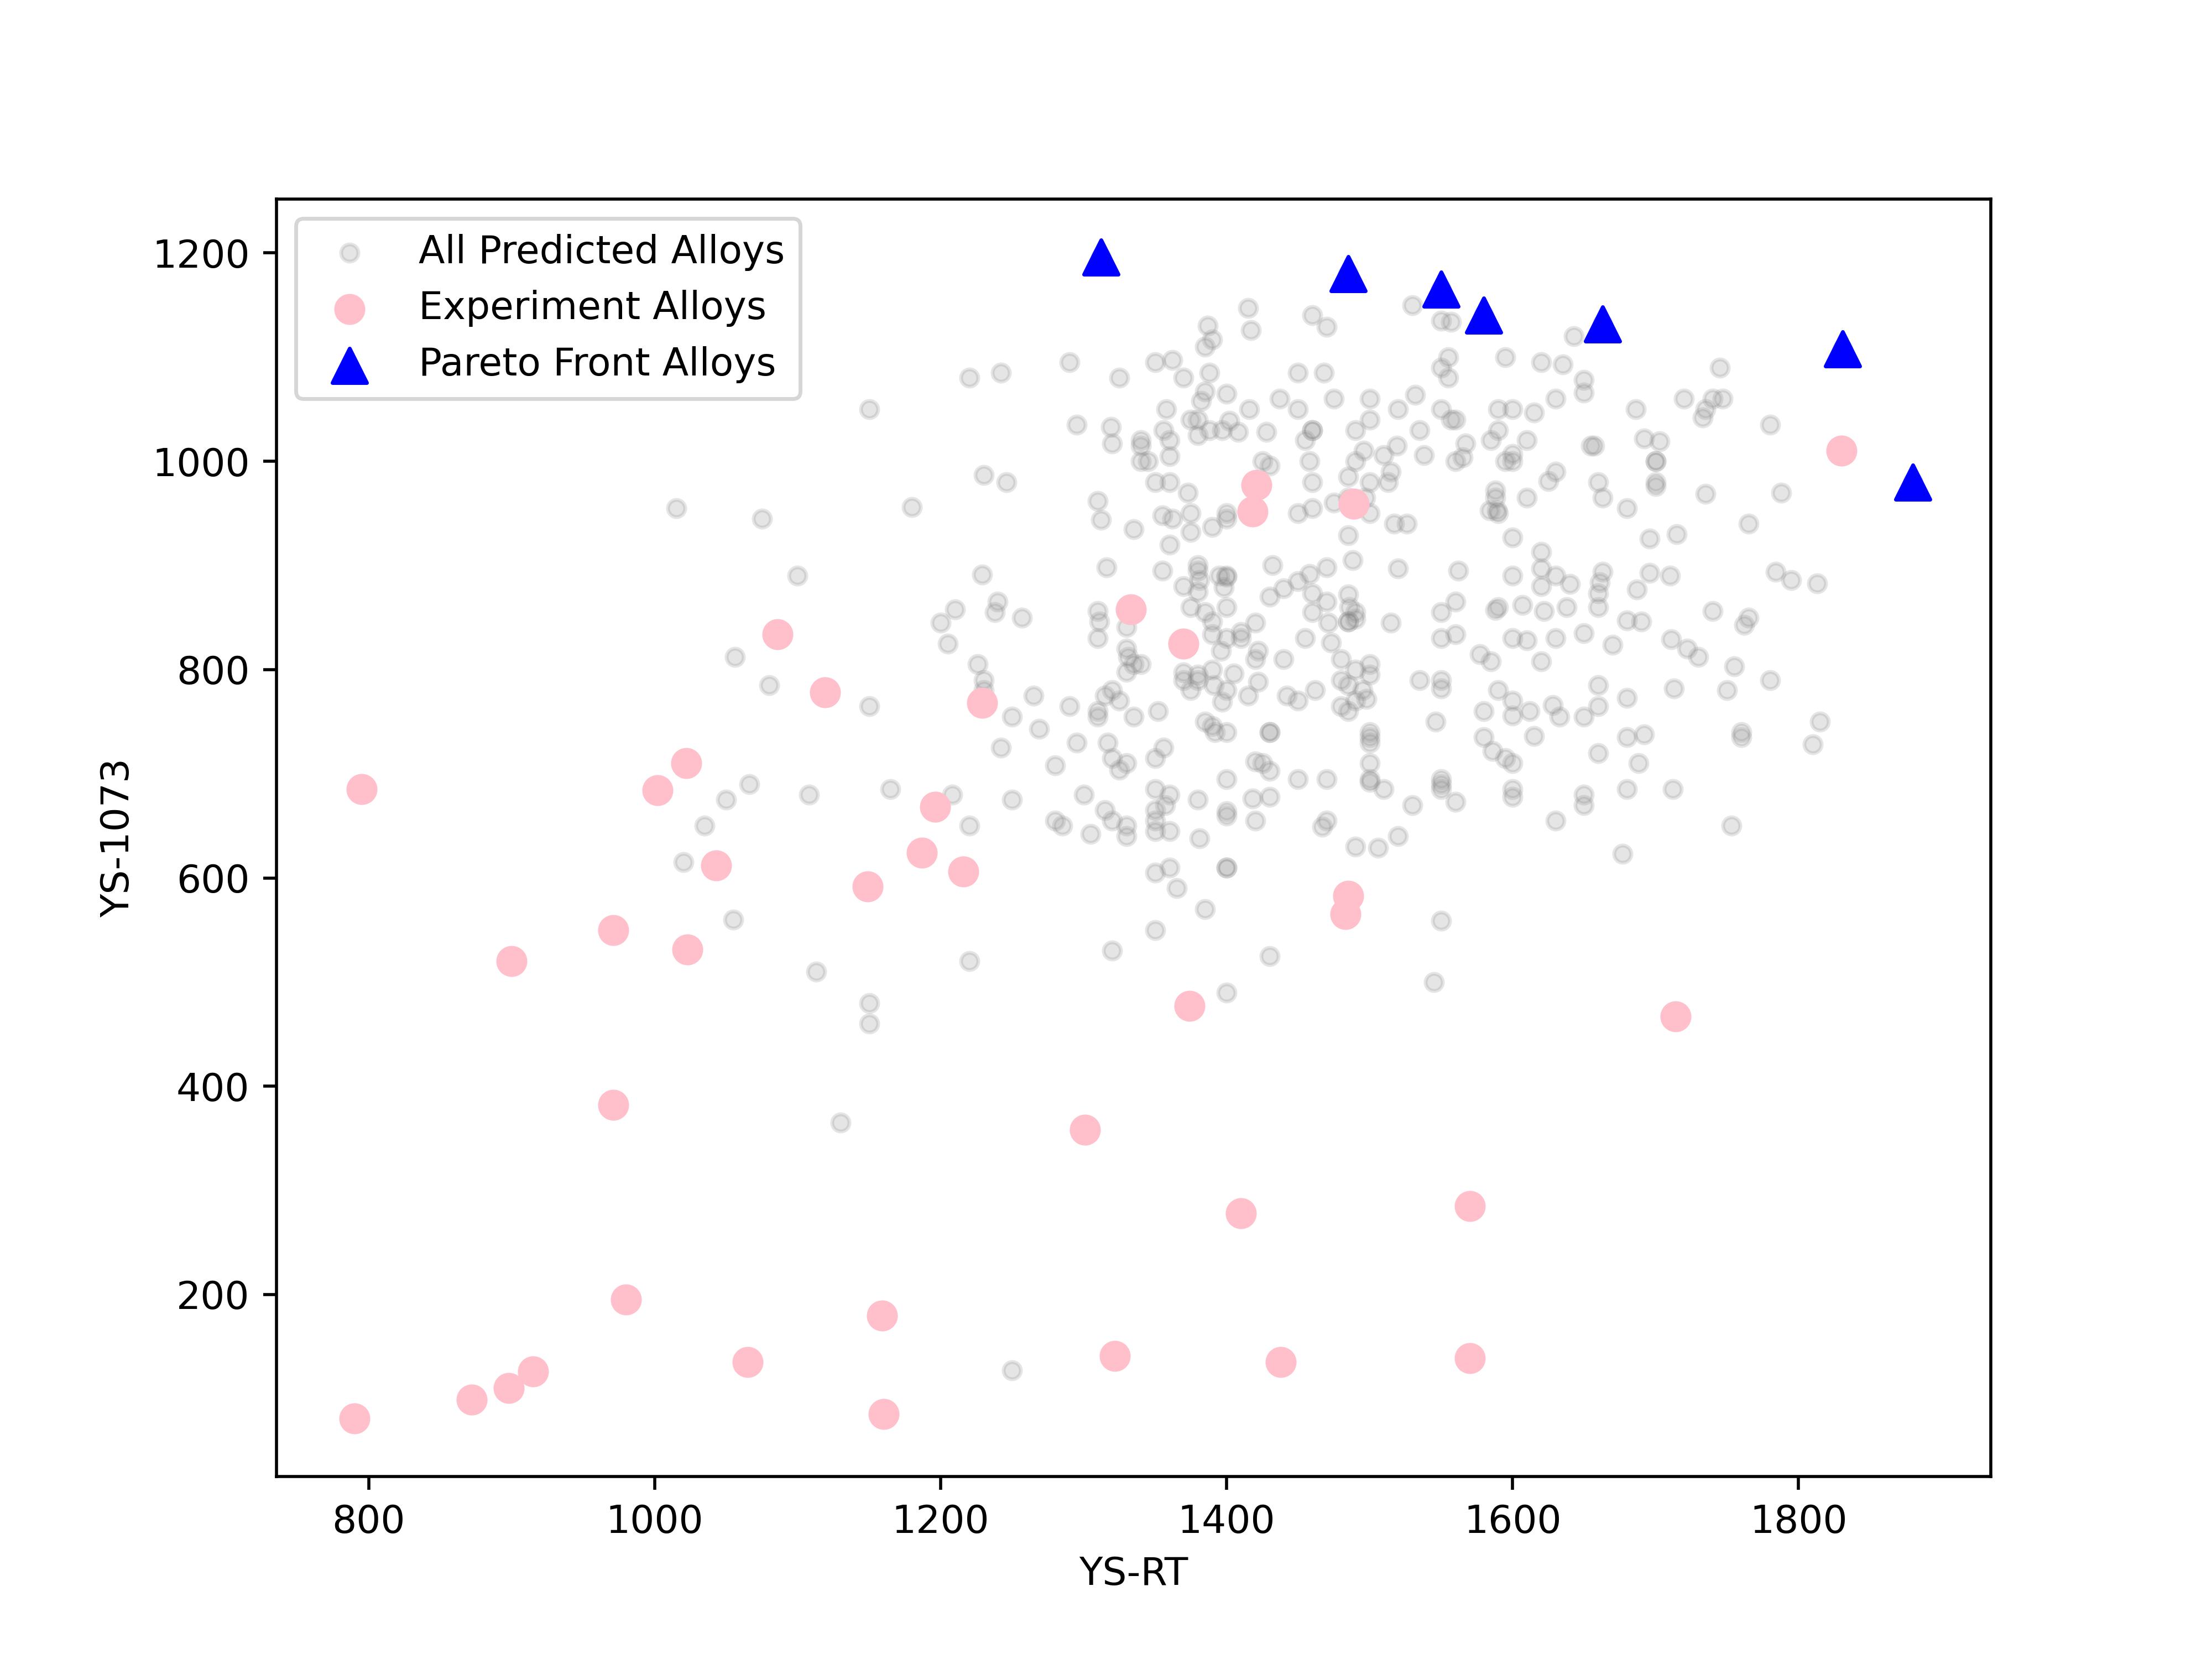 All Predicted Alloys
Experiment Alloys
Pareto Front Alloys
1200
1000
800
600
400
200
YS-1073
800 1000 1200 1400 1600 1800
YS-RT